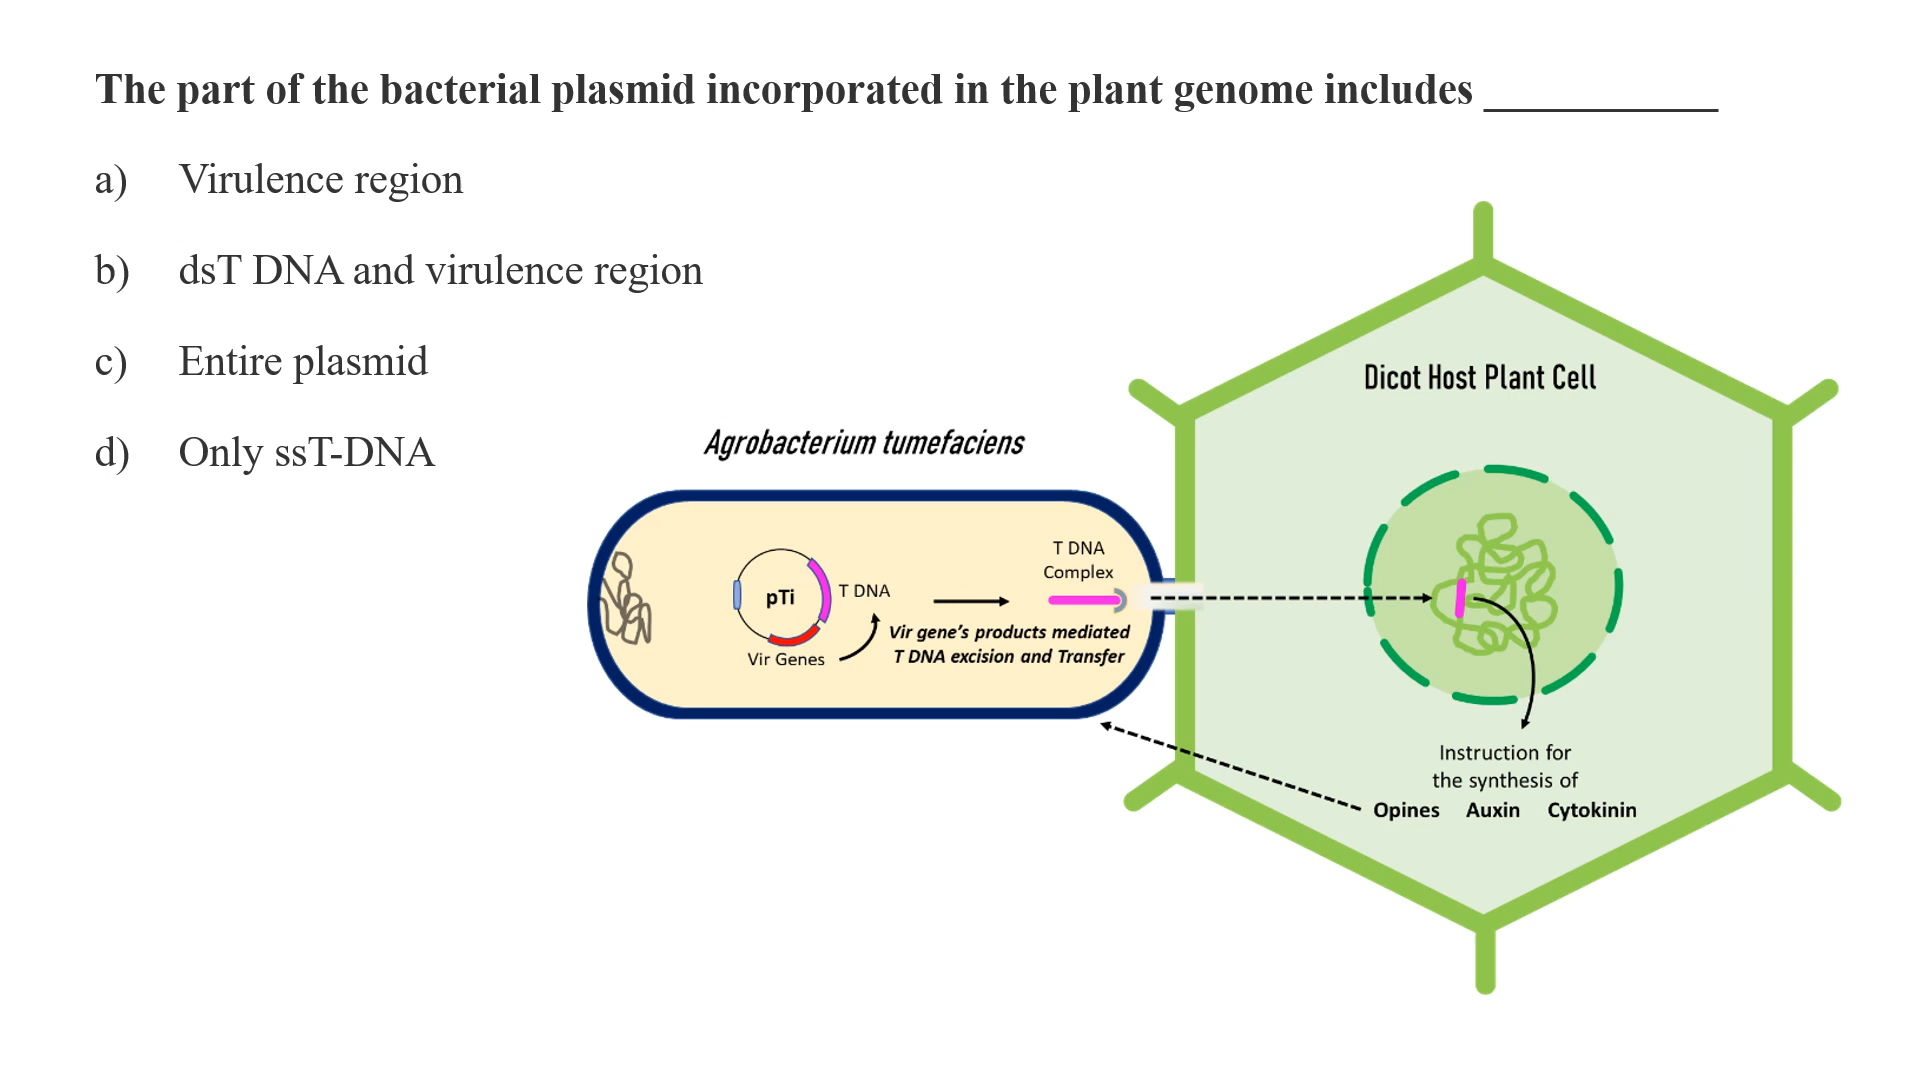 The part of the bacterial plasmid incorporated in the plant genome includes ___________
a) Virulence region
b) dsT DNA and virulence region
c) Entire plasmid
d) Only ssT-DNA
Dicot Host Plant Cell
Agrobacterium tumefaciens
T DNA
Complex
pTi
T DNA
Vir Genes
Vir gene's products mediated
T DNA excision and Transfer
Instruction for
the synthesis of
Opines Auxin Cytokinin